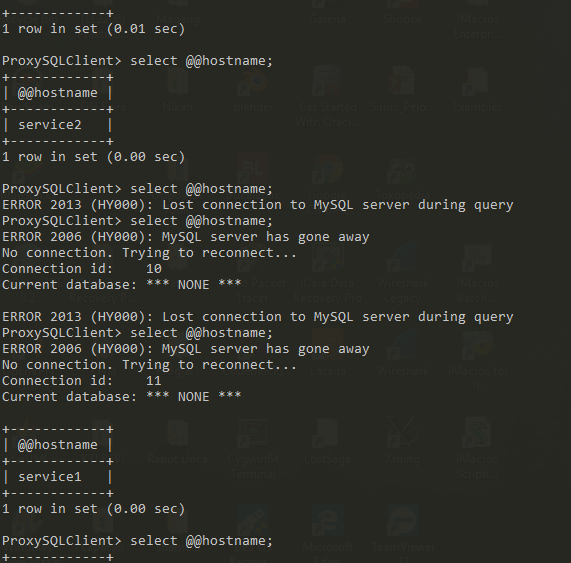 +------------+
1 row in set (0.01 sec)
ProxySQLClient> select @@hostname;
+------------+
| @@hostname |
+------------+
| service2   |
+------------+
1 row in set (0.00 sec)
ProxySQLClient> select @@hostname;
ERROR 2013 (HY000): Lost connection to MySQL server during query
ProxySQLClient> select @@hostname;
ERROR 2006 (HY000): MySQL server has gone away
No connection. Trying to reconnect...
Connection id:    10
Current database: *** NONE ***
ERROR 2013 (HY000): Lost connection to MySQL server during query
ProxySQLClient> select @@hostname;
ERROR 2006 (HY000): MySQL server has gone away
No connection. Trying to reconnect...
Connection id:    11
Current database: *** NONE ***
+------------+
| @@hostname |
+------------+
| service1   |
+------------+
1 row in set (0.00 sec)
ProxySQLClient> select @@hostname;
+------------+